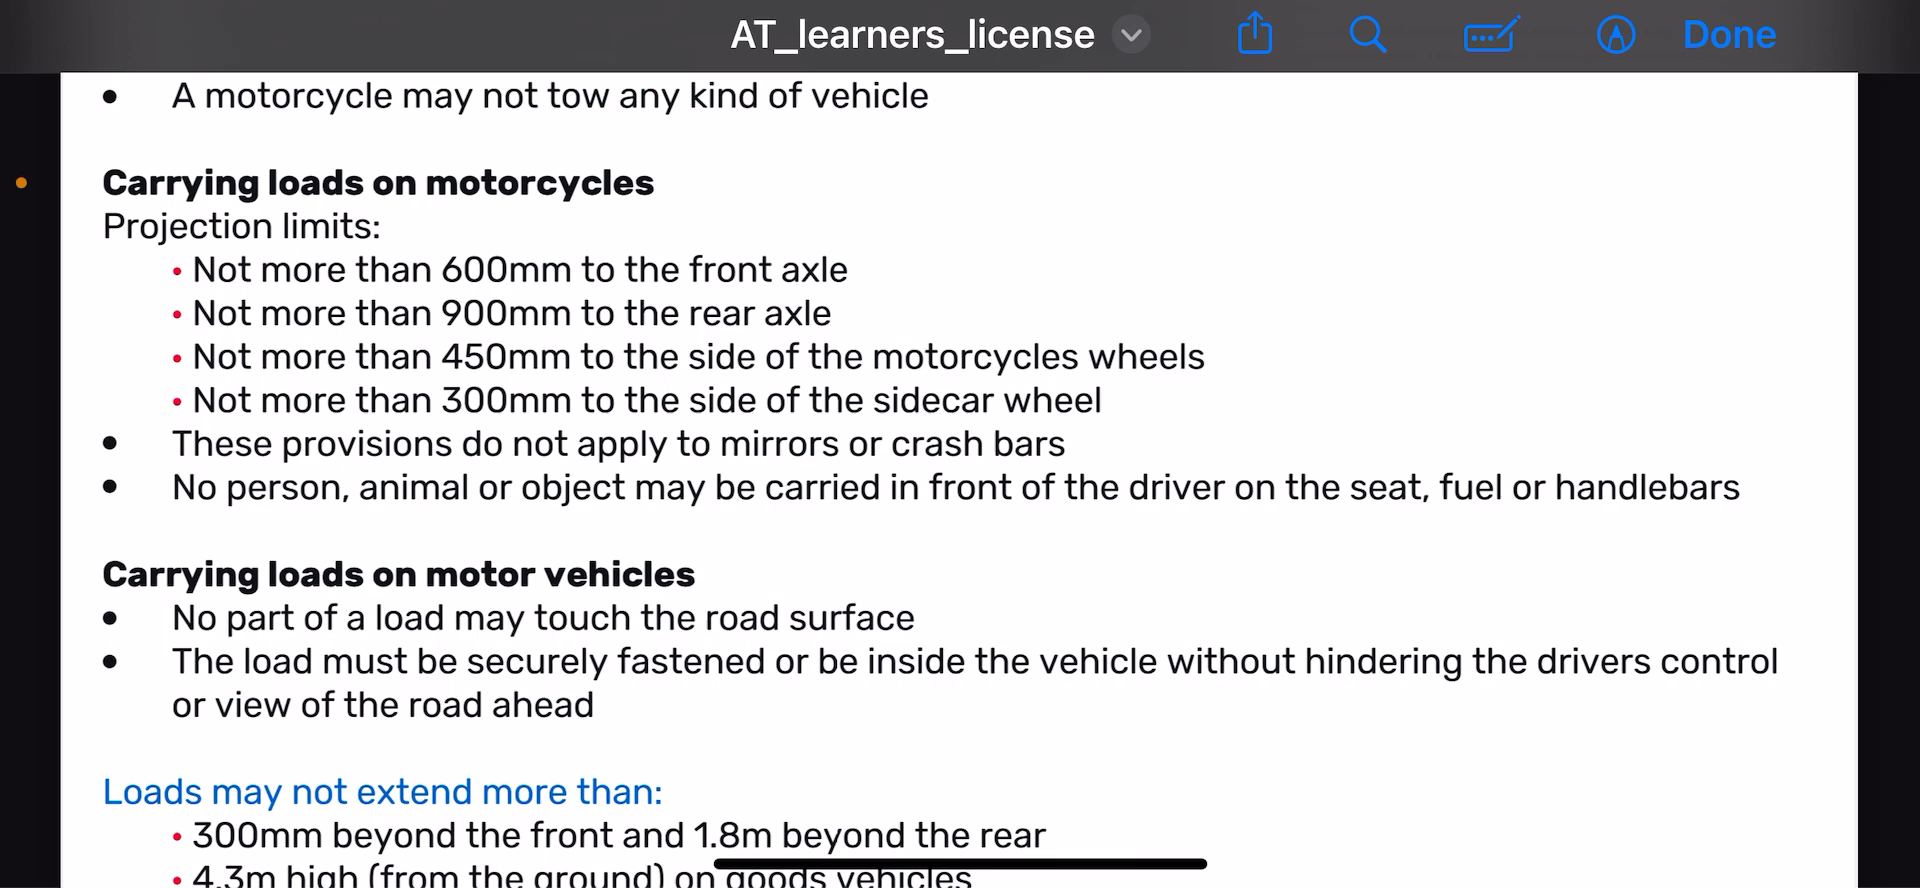 AT_learners_license
Done
• A motorcycle may not tow any kind of vehicle
Carrying loads on motorcycles
Projection limits:
• Not more than 600mm to the front axle
• Not more than 900mm to the rear axle
• Not more than 450mm to the side of the motorcycles wheels
• Not more than 300mm to the side of the sidecar wheel
• These provisions do not apply to mirrors or crash bars
• No person, animal or object may be carried in front of the driver on the seat, fuel or handlebars
Carrying loads on motor vehicles
• No part of a load may touch the road surface
• The load must be securely fastened or be inside the vehicle without hindering the drivers control
or view of the road ahead
Loads may not extend more than:
• 300mm beyond the front and 1.8m beyond the rear
• 4.3m high (from the ground) on goods vehicles